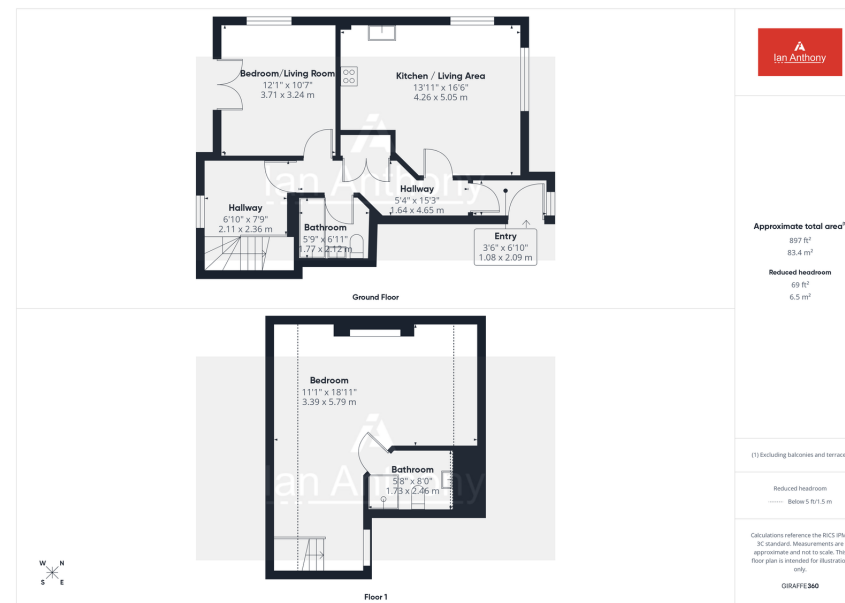 Bedroom/Living Room
12'1" x 10'7"
3.71 x 3.24 m
Kitchen / Living Area
13'11" x 16'6"
4.26 x 5.05 m
Hallway
6'10" x 7'9"
2.11 x 2.36 m
Bathroom
5'9" x 6'11"
1.77 x 2.12 m
Hallway
5'4" x 15'3"
1.64 x 4.65 m
Entry
3'6" x 6'10"
1.08 x 2.09 m
Ian Anthony
Ground Floor
Bedroom
11'1" x 18'11"
3.39 x 5.79 m
Bathroom
5'8" x 8'0"
1.73 x 2.46 m
Ian Anthony
Floor 1
W N
S E
Ian Anthony
Approximate total area⁽
897 ft²
83.4 m²
Reduced headroom
69 ft²
6.5 m²
(1) Excluding balconies and terrace
Reduced headroom
Below 5 ft/1.5 m
Calculations reference the RICS IPM
3C standard. Measurements are
approximate and not to scale. This
floor plan is intended for illustratio
only.
GIRAFFE360